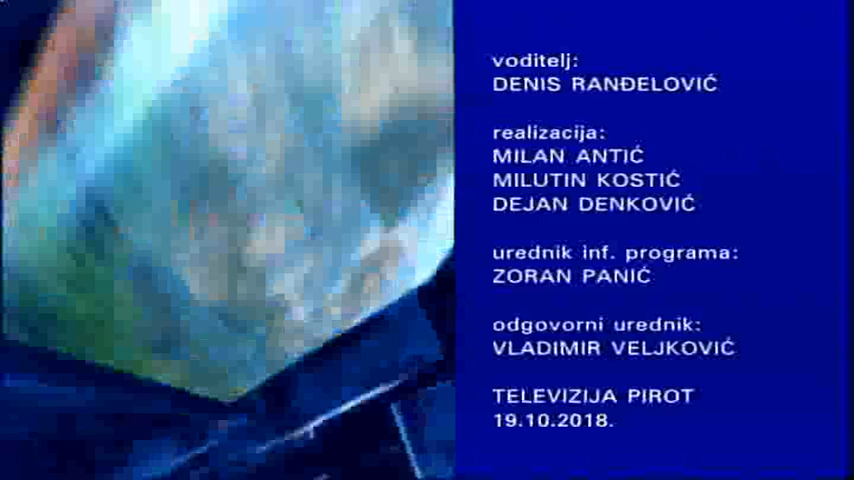 voditelj:
DENIS RANĐELOVIĆ
realizacija:
MILAN ANTIĆ
MILUTIN KOSTIĆ
DEJAN DENKOVIĆ
urednik inf. programa:
ZORAN PANIĆ
odgovorni urednik:
VLADIMIR VELJKOVIĆ
TELEVIZIJA PIROT
19.10.2018.